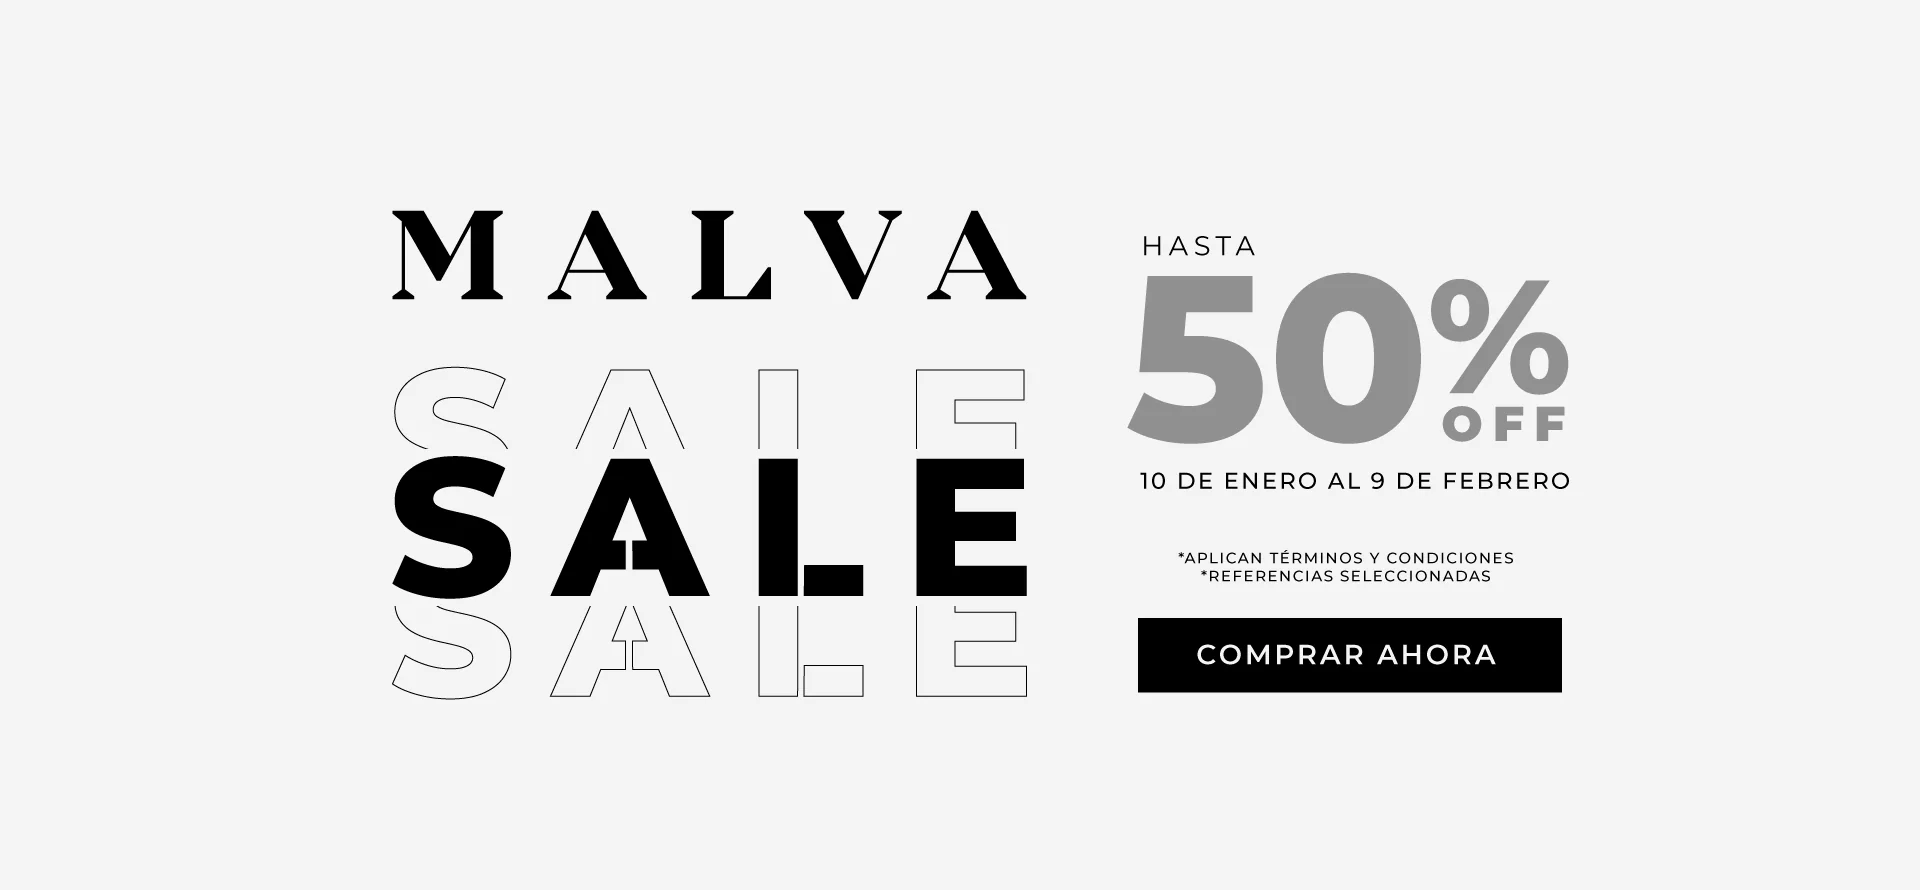 MALVA
SALE
SALE
SALE
HASTA
50%
OFF
10 DE ENERO AL 9 DE FEBRERO
*APLICAN TÉRMINOS Y CONDICIONES
*REFERENCIAS SELECCIONADAS
COMPRAR AHORA